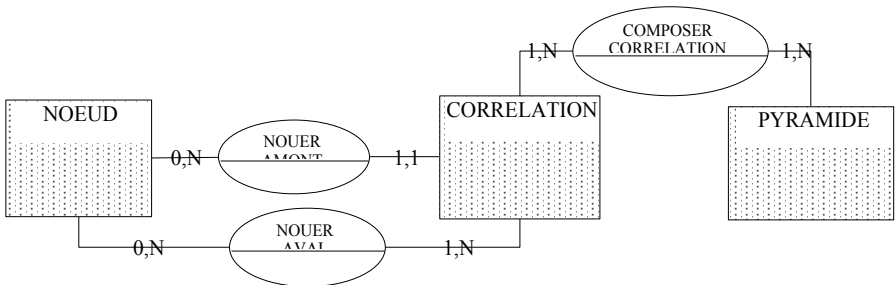 COMPOSER
CORRELATION
1,N
1,N
NOEUD
CORRELATION
PYRAMIDE
NOUER
AMONT
0,N
1,1
NOUER
AVAL
0,N
1,N